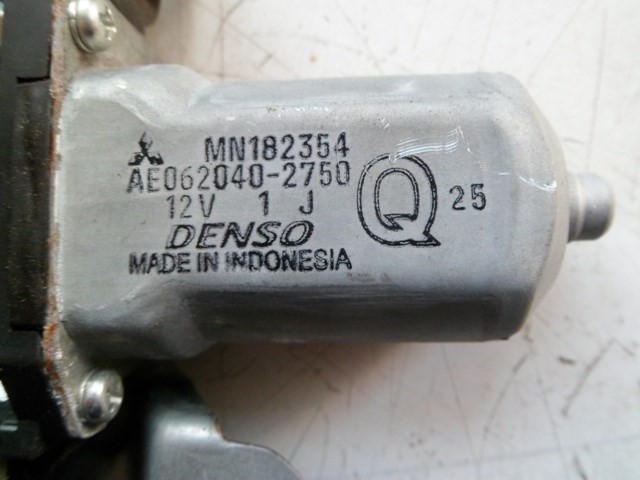 MN182354
AE062040-2750
12V 1 J
DENSO
MADE IN INDONESIA
Q 25